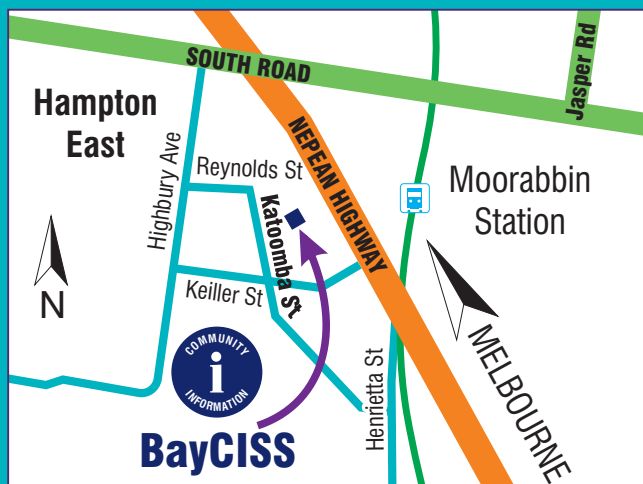 SOUTH ROAD
Jasper Rd
Hampton
East
NEPEAN HIGHWAY
Reynolds St
Highbury Ave
Katoomba St
Moorabbin
Station
N
Keiller St
COMMUNITY
i
INFORMATION
Henrietta St
MELBOURNE
BayCISS